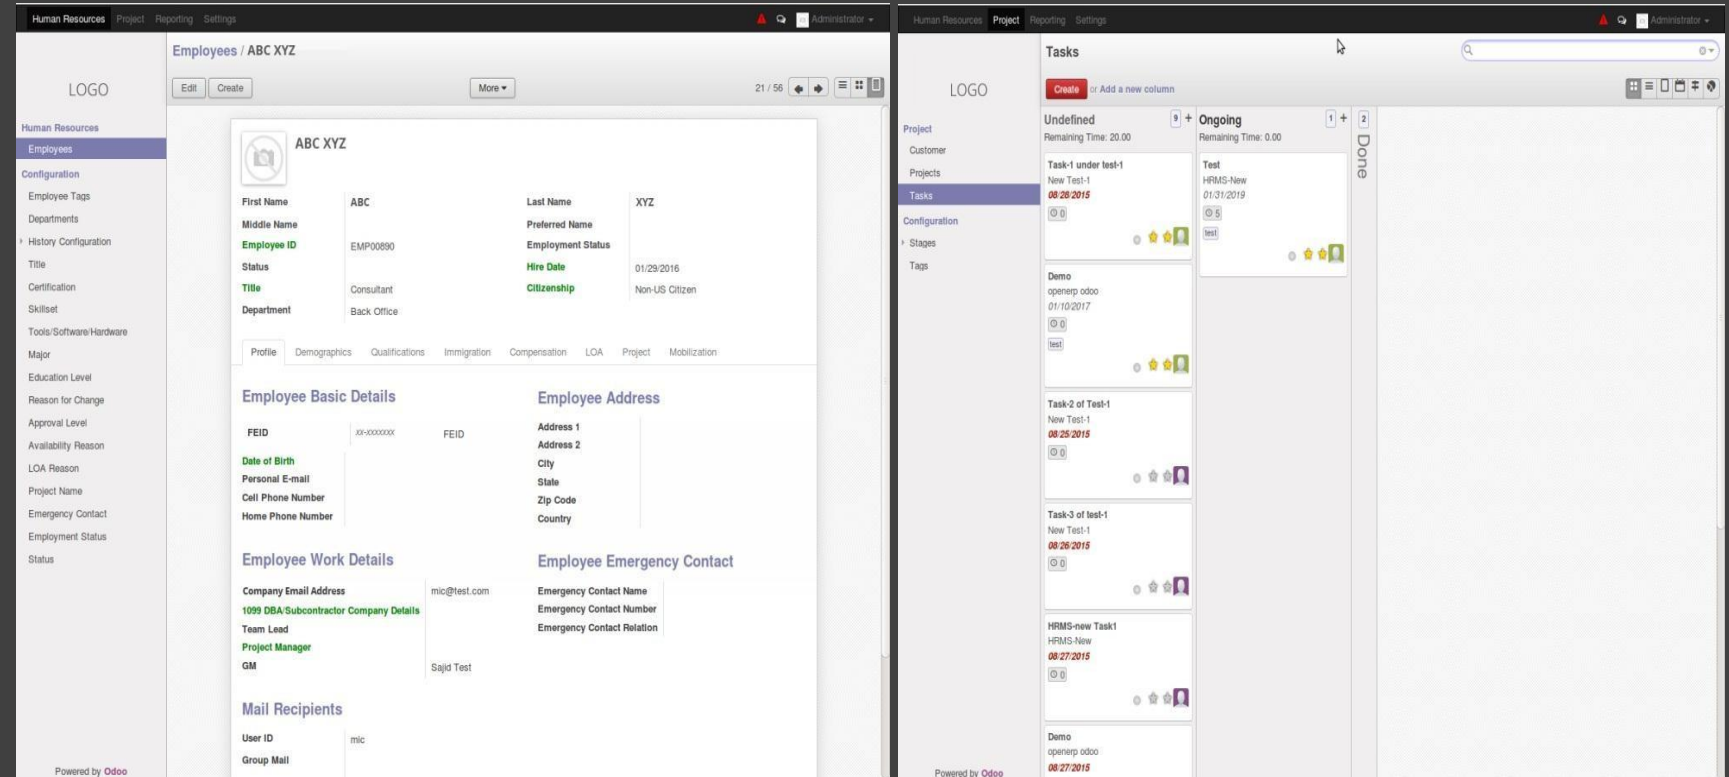 Human Resources Project Reporting Settings Administrator
Employees / ABC XYZ
LOGO
Edit Create More 21 / 56
Human Resources
Employees
Configuration
Employee Tags
Departments
History Configuration
Title
Certification
Skillset
Tools/Software/Hardware
Major
Education Level
Reason for Change
Approval Level
Availability Reason
LOA Reason
Project Name
Emergency Contact
Employment Status
Status
Powered by Odoo
ABC XYZ
First Name ABC Last Name XYZ
Middle Name Preferred Name
Employee ID EMP00890 Employment Status
Status Hire Date 01/29/2016
Title Consultant Citizenship Non-US Citizen
Department Back Office
Profile Demographics Qualifications Immigration Compensation LOA Project Mobilization
Employee Basic Details
FEID xx-xxxxxxx FEID
Date of Birth
Personal E-mail
Cell Phone Number
Home Phone Number
Employee Address
Address 1
Address 2
City
State
Zip Code
Country
Employee Work Details
Company Email Address mic@test.com
1099 DBA/Subcontractor Company Details
Team Lead
Project Manager
GM Sajid Test
Employee Emergency Contact
Emergency Contact Name
Emergency Contact Number
Emergency Contact Relation
Mail Recipients
User ID mic
Group Mail
Human Resources Project Reporting Settings Administrator
Tasks
LOGO
Create or Add a new column
Project
Customer
Projects
Tasks
Configuration
Stages
Tags
Powered by Odoo
Undefined 9 +
Remaining Time: 20.00
Task-1 under test-1
New Test-1
08/28/2015
0
Demo
openerp odoo
01/10/2017
0
test
Task-2 of Test-1
New Test-1
08/25/2015
0
Task-3 of test-1
New Test-1
08/26/2015
0
HRMS-new Task1
HRMS-New
08/27/2015
0
Demo
openerp odoo
08/27/2015
Ongoing 1 +
Remaining Time: 0.00
Test
HRMS-New
01/31/2019
5
test
2
Done